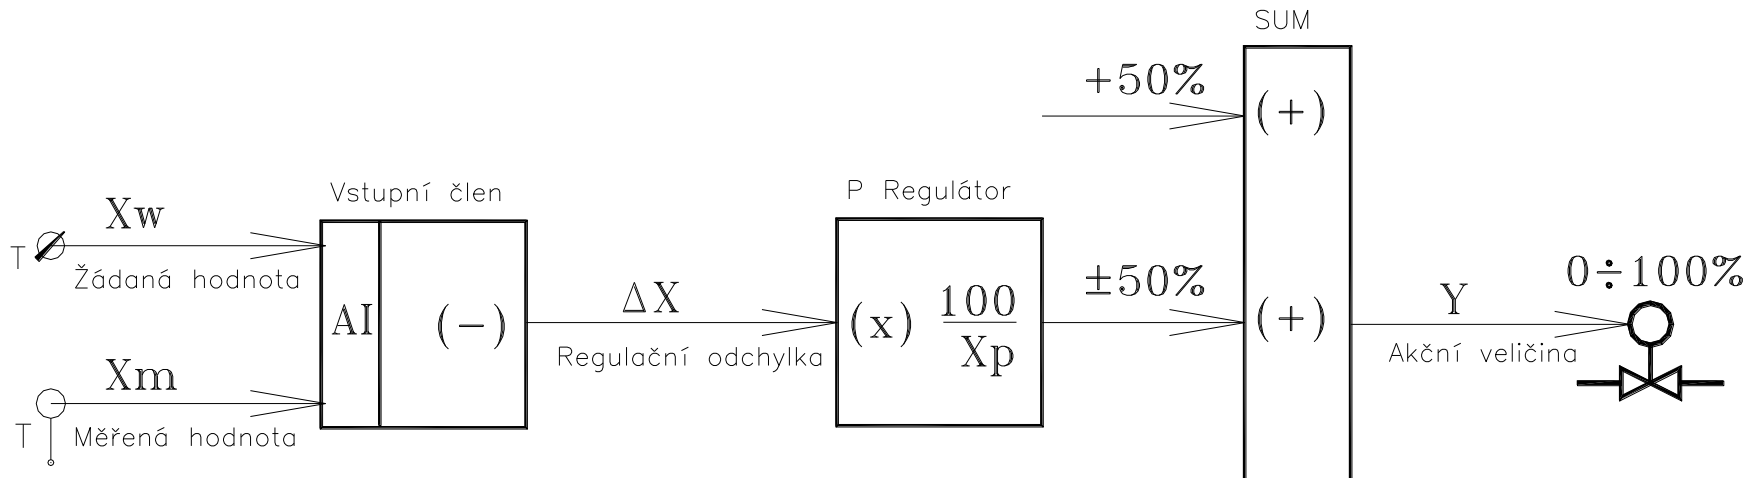 SUM
+50%
(+)
Vstupní člen
P Regulátor
Xw
T
Žádaná hodnota
AI
(-)
ΔX
Regulační odchylka
(x)
100
Xp
±50%
(+)
Y
Akční veličina
0÷100%
Xm
T
Měřená hodnota